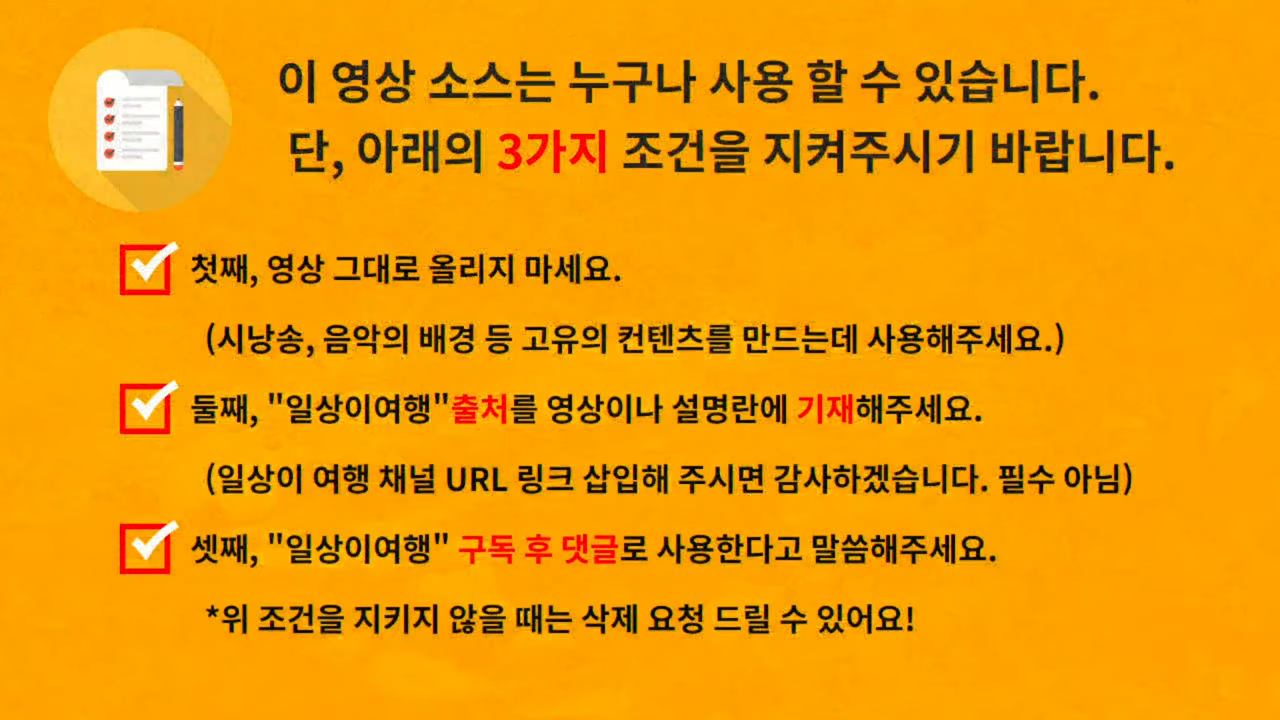 이 영상 소스는 누구나 사용 할 수 있습니다.
단, 아래의 3가지 조건을 지켜주시기 바랍니다.
첫째, 영상 그대로 올리지 마세요.
(시낭송, 음악의 배경 등 고유의 컨텐츠를 만드는데 사용해주세요.)
둘째, "일상이여행"출처를 영상이나 설명란에 기재해주세요.
(일상이 여행 채널 URL 링크 삽입해 주시면 감사하겠습니다. 필수 아님)
셋째, "일상이여행" 구독 후 댓글로 사용한다고 말씀해주세요.
*위 조건을 지키지 않을 때는 삭제 요청 드릴 수 있어요!